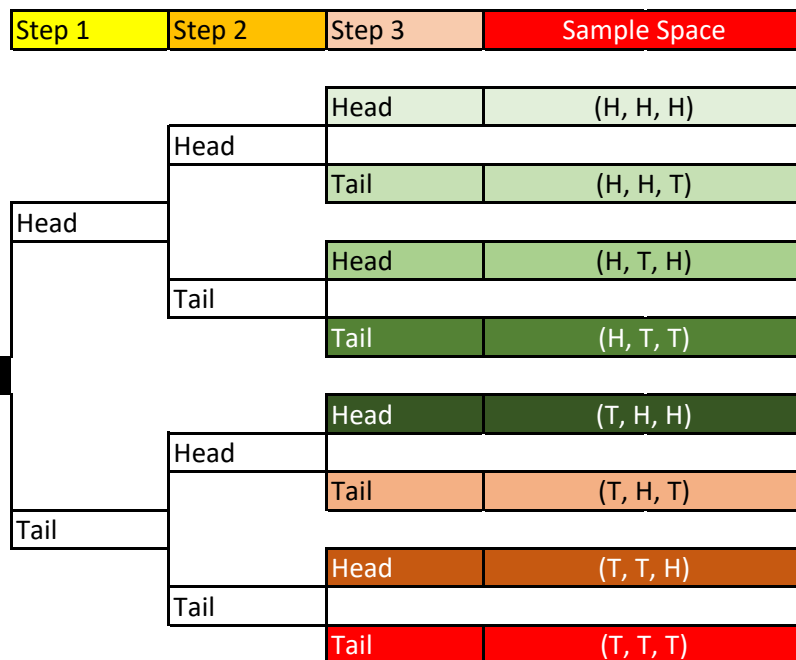 Step 1 Step 2 Step 3 Sample Space
Head (H, H, H)
Head
Tail (H, H, T)
Head
Head (H, T, H)
Tail
Tail (H, T, T)
Head (T, H, H)
Head
Tail (T, H, T)
Tail
Head (T, T, H)
Tail
Tail (T, T, T)